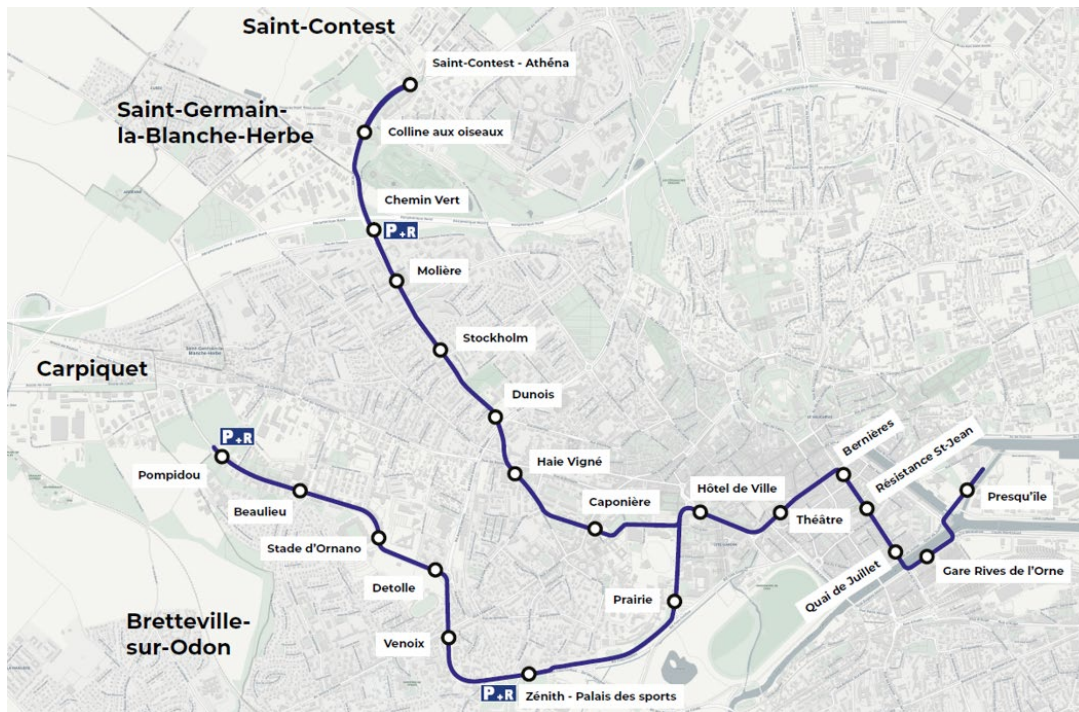 Saint-Contest
Saint-Contest - Athéna
Saint-Germain-
la-Blanche-Herbe
Colline aux oiseaux
Chemin Vert
P+R
Molière
Stockholm
Carpiquet
Dunois
P+R
Bernières
Résistance St-Jean
Pompidou
Haie Vigné
Hôtel de Ville
Presqu'île
Beaulieu
Caponière
Théâtre
Stade d'Ornano
Quai de Juillet
Gare Rives de l'Orne
Detolle
Prairie
Bretteville-
sur-Odon
Venoix
P+R
Zénith - Palais des sports